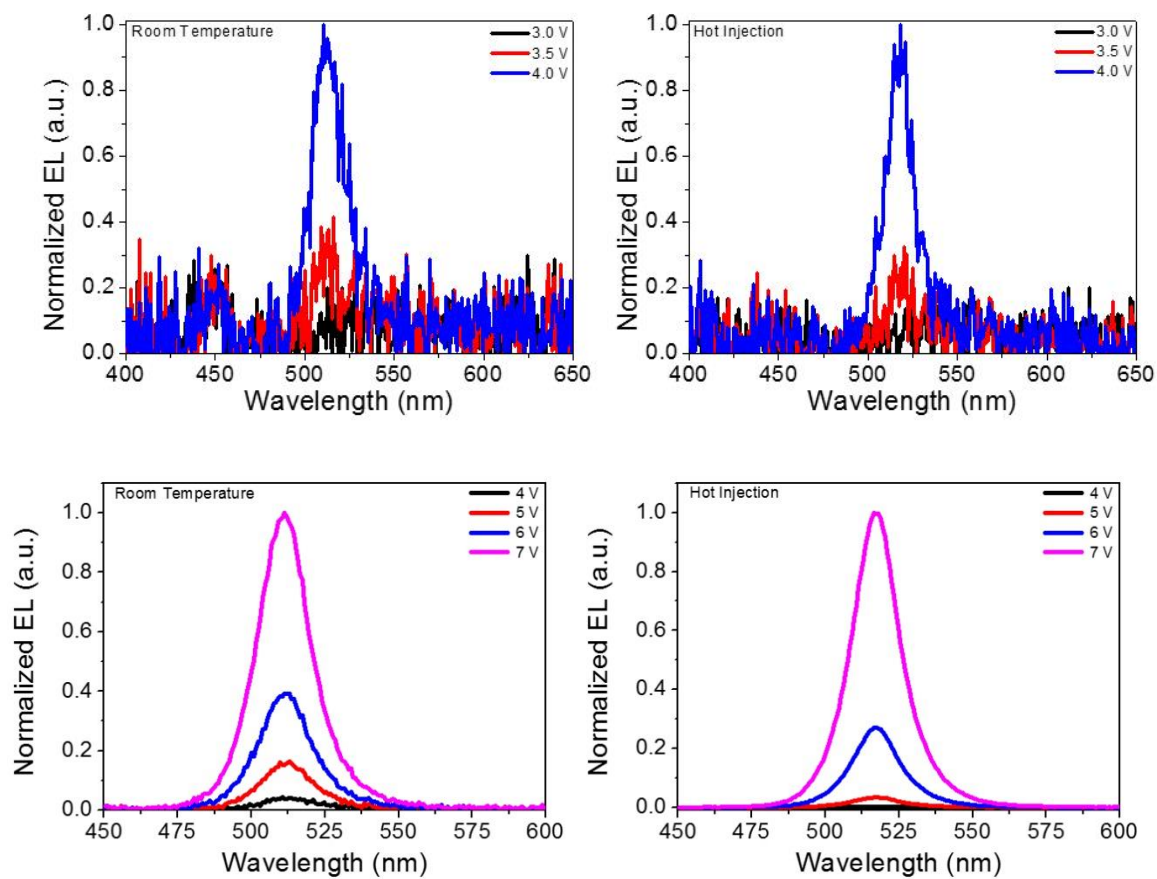 Room Temperature
3.0 V
3.5 V
4.0 V
1.0
0.8
0.6
0.4
0.2
0.0
Normalized EL (a.u.)
400 450 500 550 600 650
Wavelength (nm)
Hot Injection
3.0 V
3.5 V
4.0 V
1.0
0.8
0.6
0.4
0.2
0.0
Normalized EL (a.u.)
400 450 500 550 600 650
Wavelength (nm)
Room Temperature
4 V
5 V
6 V
7 V
1.0
0.8
0.6
0.4
0.2
0.0
Normalized EL (a.u.)
450 475 500 525 550 575 600
Wavelength (nm)
Hot Injection
4 V
5 V
6 V
7 V
1.0
0.8
0.6
0.4
0.2
0.0
Normalized EL (a.u.)
450 475 500 525 550 575 600
Wavelength (nm)